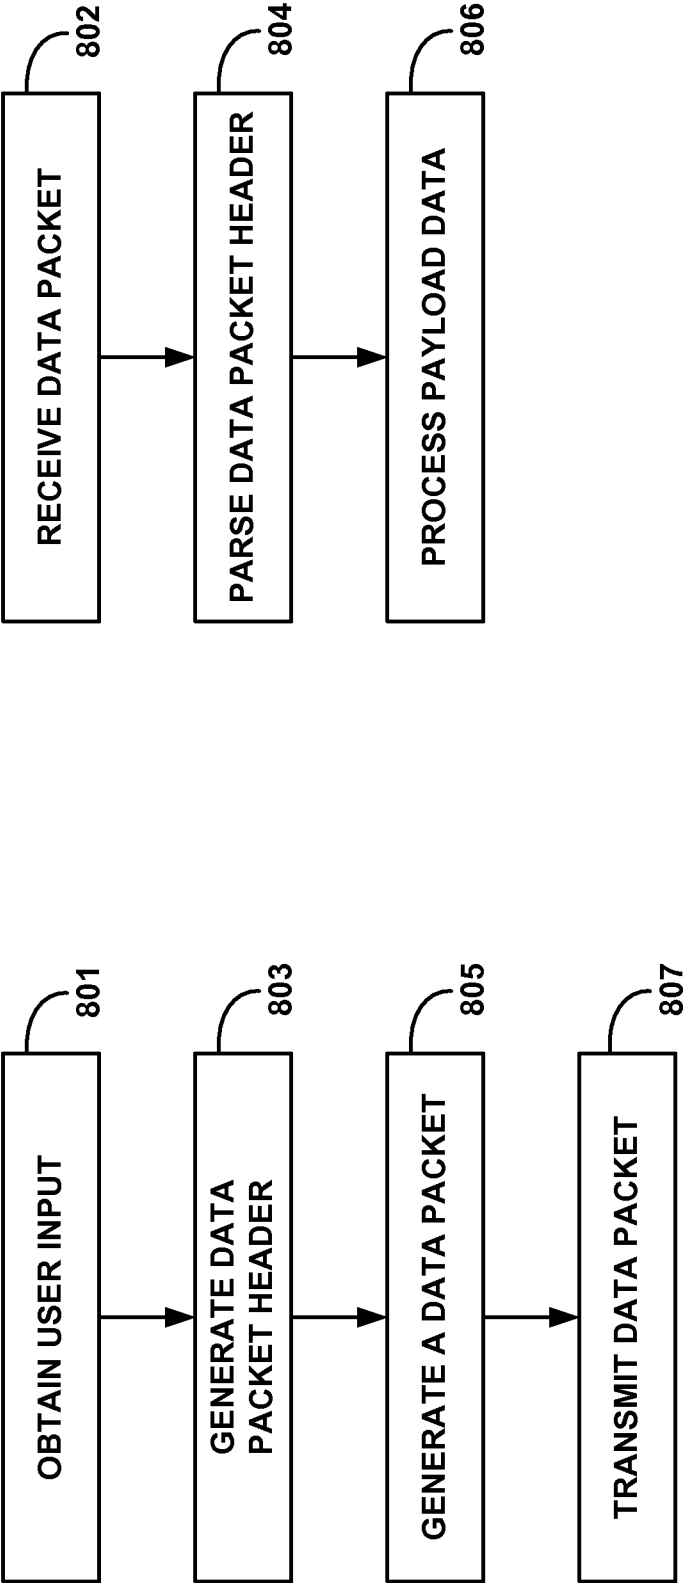 OBTAIN USER INPUT
801
GENERATE DATA
PACKET HEADER
803
GENERATE A DATA PACKET
805
TRANSMIT DATA PACKET
807
RECEIVE DATA PACKET
802
PARSE DATA PACKET HEADER
804
PROCESS PAYLOAD DATA
806